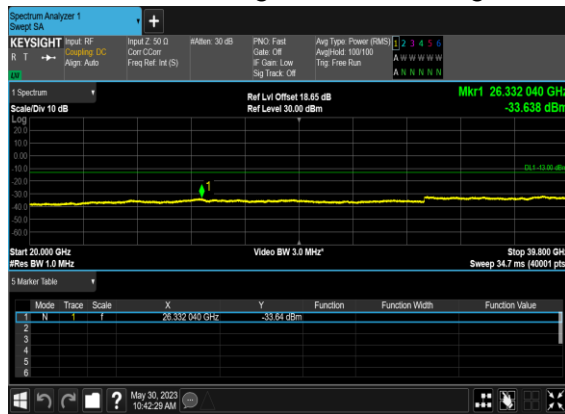 Spectrum Analyzer 1
Swept SA
+
KEYSIGHT Input: RF Input Z: 50 Ω #Atten: 30 dB PNO: Fast Avg Type: Power (RMS) 1 2 3 4 5 6
R T Coupling: DC Corr CCorr Gate: Off Avg|Hold: 100/100 A W W W W W
Align: Auto Freq Ref: Int (S) IF Gain: Low Trig: Free Run
LW Sig Track: Off A N N N N N
1 Spectrum Ref Lvl Offset 18.65 dB Mkr1 26.332 040 GHz
Scale/Div 10 dB Ref Level 30.00 dBm -33.638 dBm
Log
20.0
10.0
0.00
-10.0 DL1 -13.00 dBm
-20.0 1
-30.0
-40.0
-50.0
-60.0
Start 20.000 GHz Video BW 3.0 MHz* Stop 39.800 GHz
#Res BW 1.0 MHz Sweep 34.7 ms (40001 pts
5 Marker Table
Mode Trace Scale X Y Function Function Width Function Value
1 N 1 f 26.332 040 GHz -33.64 dBm
2
3
4
5
6
? May 30, 2023
10:42:29 AM